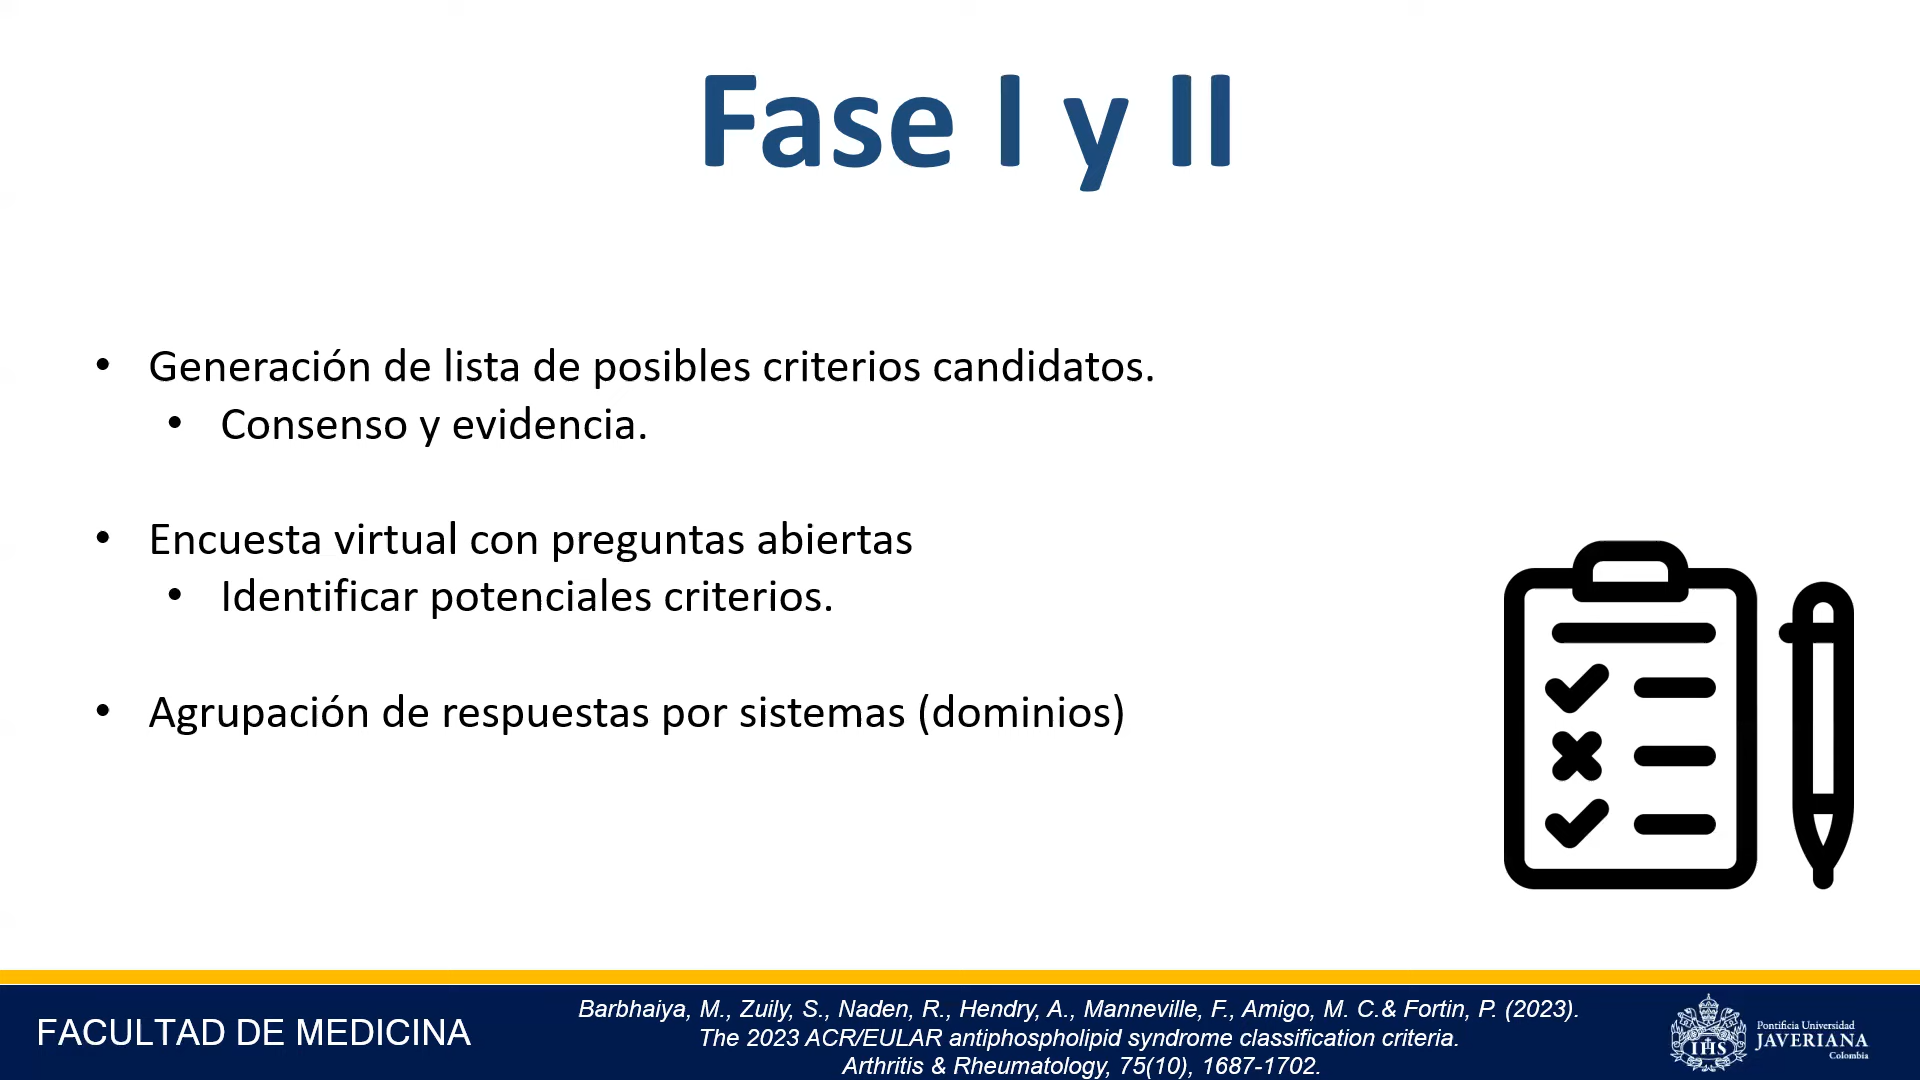 Fase I y II
• Generación de lista de posibles criterios candidatos.
• Consenso y evidencia.
• Encuesta virtual con preguntas abiertas
• Identificar potenciales criterios.
• Agrupación de respuestas por sistemas (dominios)
FACULTAD DE MEDICINA
Barbhaiya, M., Zuily, S., Naden, R., Hendry, A., Manneville, F., Amigo, M. C.& Fortin, P. (2023).
The 2023 ACR/EULAR antiphospholipid syndrome classification criteria.
Arthritis & Rheumatology, 75(10), 1687-1702.
IHS
Pontificia Universidad
JAVERIANA
Colombia